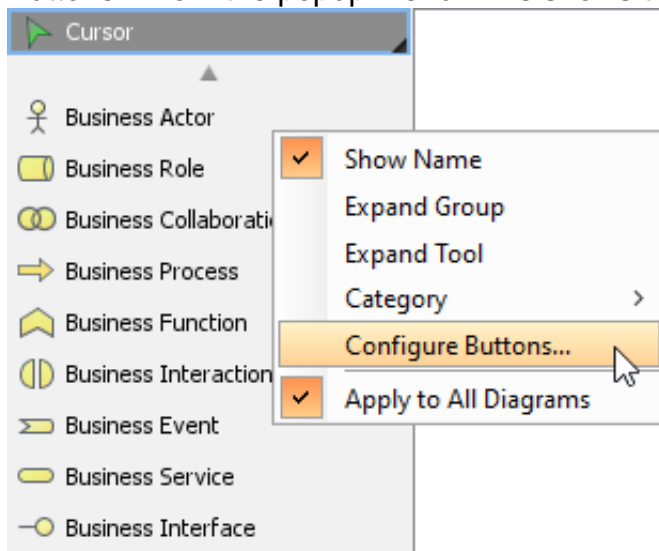 Cursor
Business Actor
Business Role
Business Collaborati
Business Process
Business Function
Business Interaction
Business Event
Business Service
Business Interface
Show Name
Expand Group
Expand Tool
Category
Configure Buttons...
Apply to All Diagrams